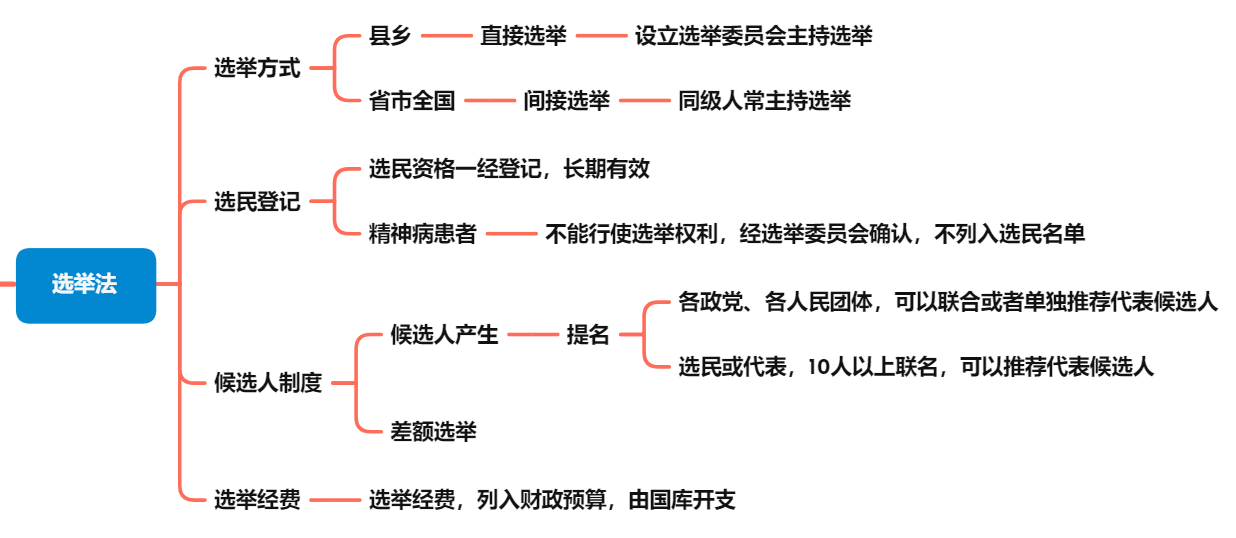 选举法
选举方式
县乡
直接选举
设立选举委员会主持选举
省市全国
间接选举
同级人常主持选举
选民登记
选民资格一经登记，长期有效
精神病患者
不能行使选举权利，经选举委员会确认，不列入选民名单
候选人制度
候选人产生
提名
各政党、各人民团体，可以联合或者单独推荐代表候选人
选民或代表，10人以上联名，可以推荐代表候选人
差额选举
选举经费
选举经费，列入财政预算，由国库开支